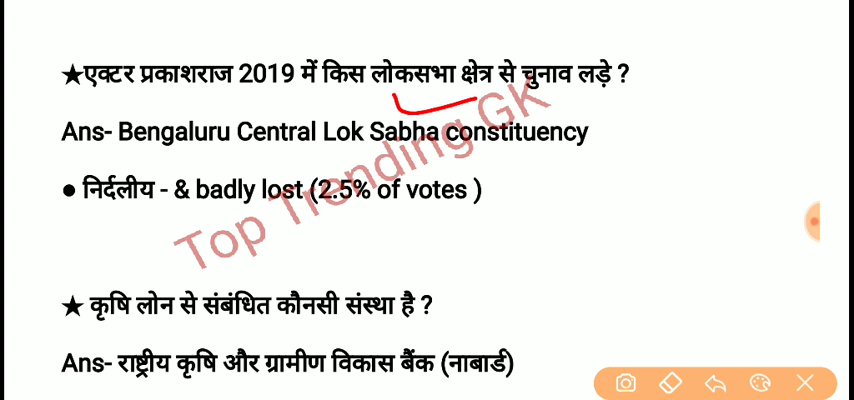 ★एक्टर प्रकाशराज 2019 में किस लोकसभा क्षेत्र से चुनाव लड़े ?
Ans- Bengaluru Central Lok Sabha constituency
● निर्दलीय - & badly lost (2.5% of votes )
Top Trending GK
★ कृषि लोन से संबंधित कौनसी संस्था है ?
Ans- राष्ट्रीय कृषि और ग्रामीण विकास बैंक (नाबार्ड)